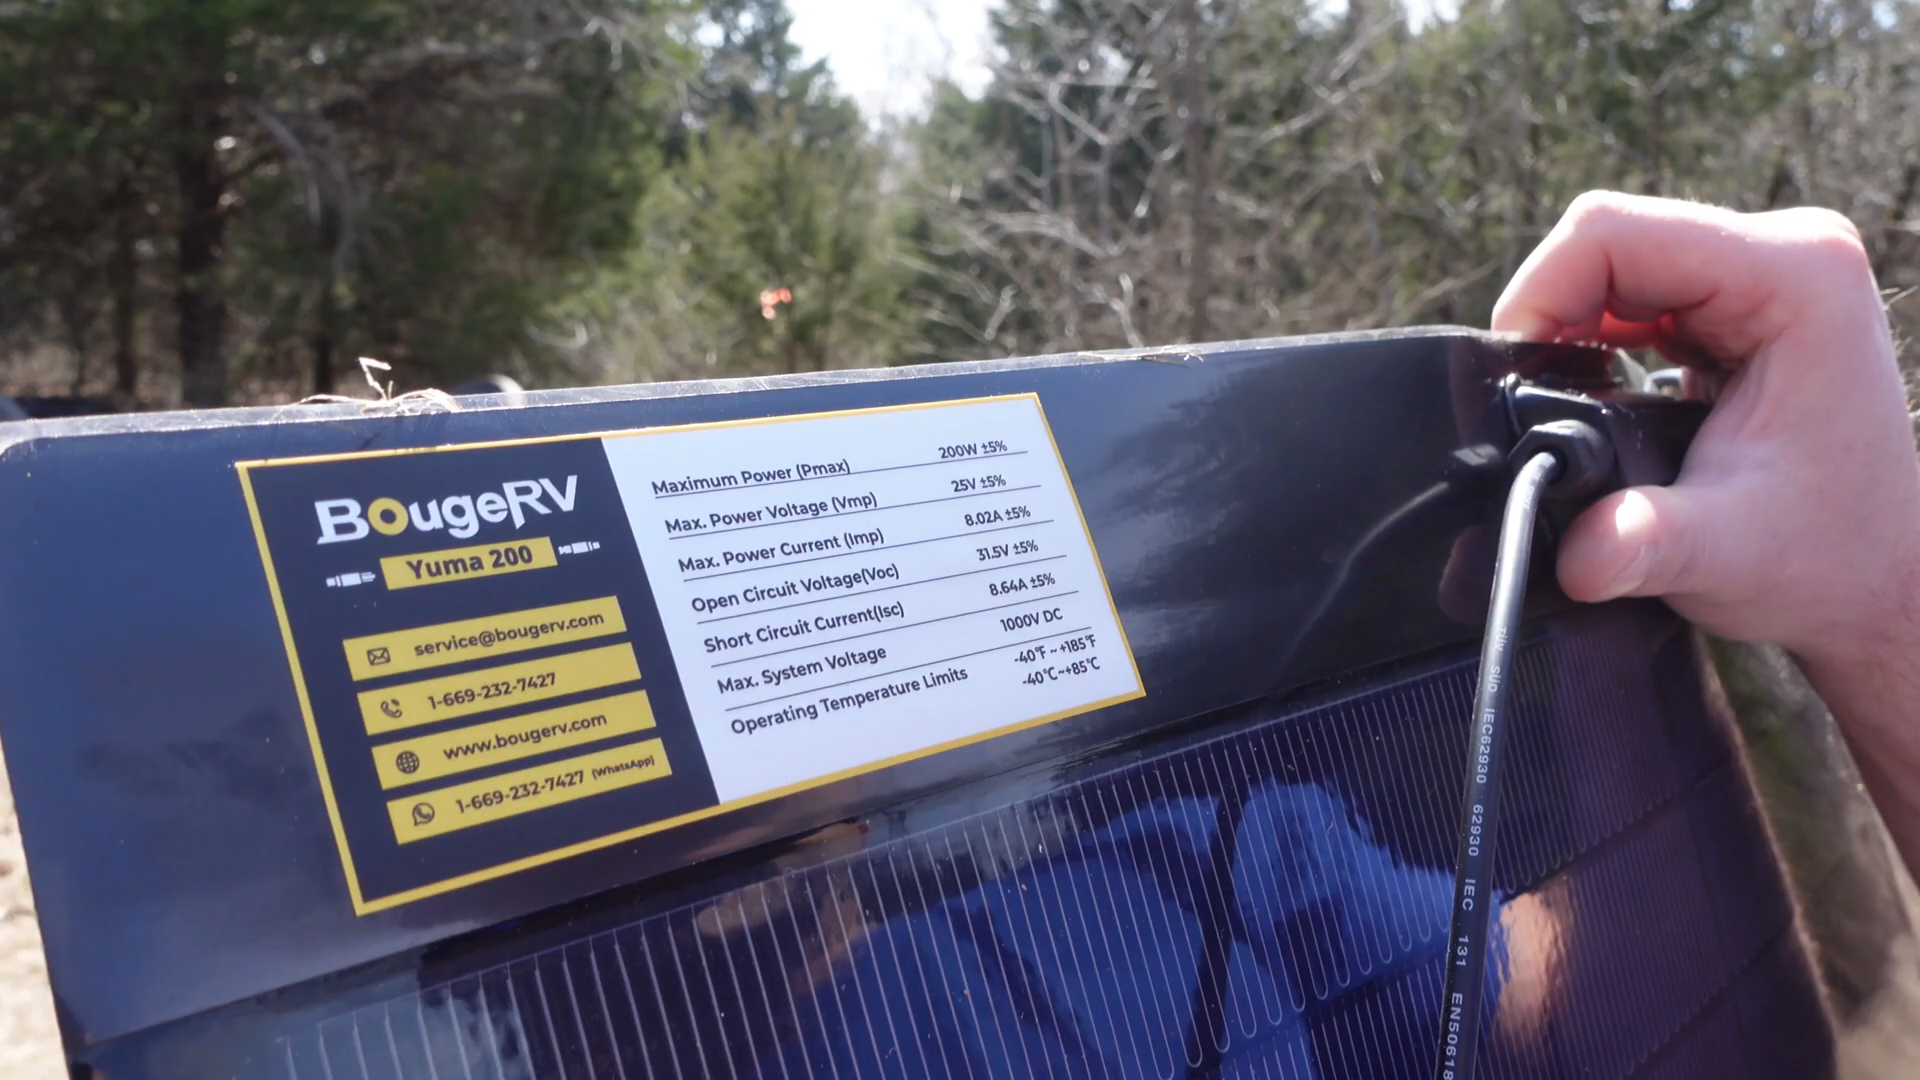 BougeRV
Yuma 200
service@bougerv.com
1-669-232-7427
www.bougerv.com
1-669-232-7427 (WhatsApp)
Maximum Power (Pmax) 200W ±5%
Max. Power Voltage (Vmp) 25V ±5%
Max. Power Current (Imp) 8.02A ±5%
Open Circuit Voltage(Voc) 31.5V ±5%
Short Circuit Current(Isc) 8.64A ±5%
Max. System Voltage 1000V DC
Operating Temperature Limits -40℉ ~ +185℉
-40℃~+85℃
TÜV SUD IEC62930 62930 IEC 131 EN50618